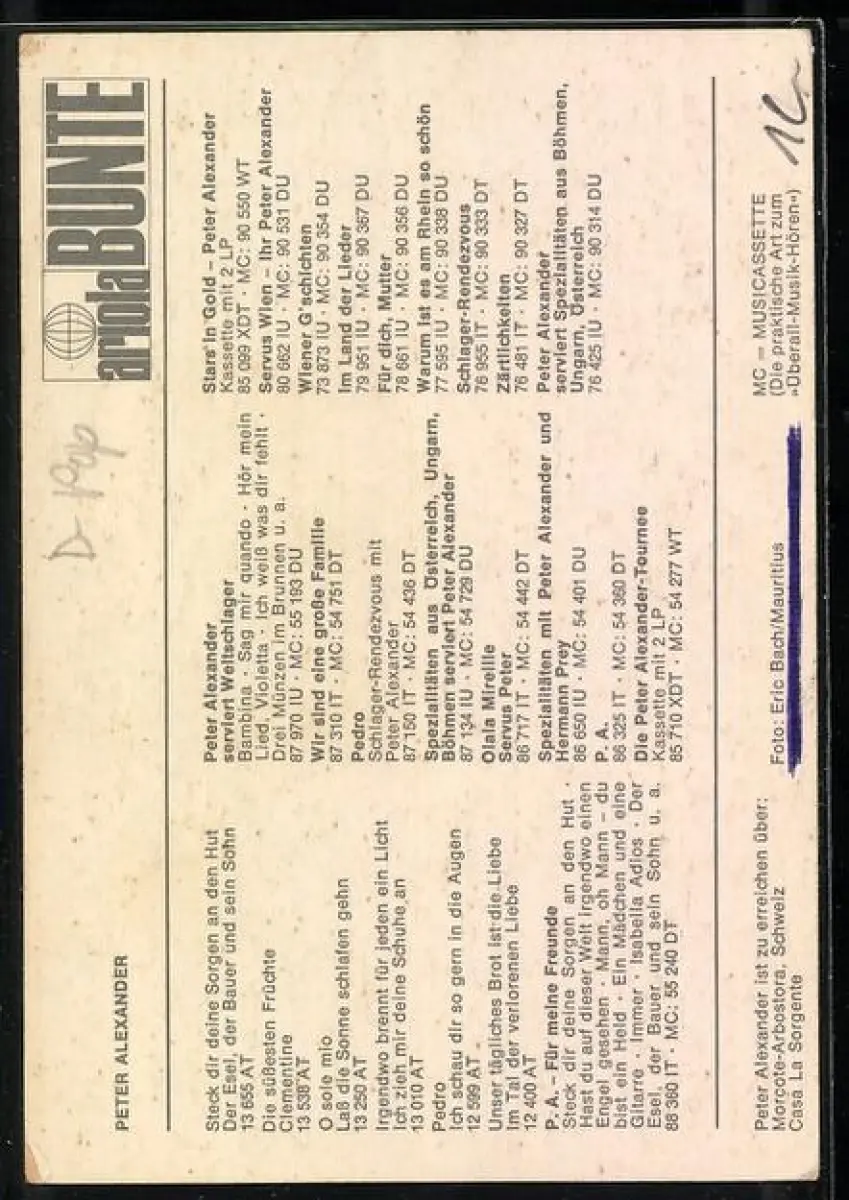 PETER ALEXANDER
ariola BUNTE
D-Pop
Steck dir deine Sorgen an den Hut
Der Esel, der Bauer und sein Sohn
13 655 AT
Die süßesten Früchte
Clementine
13 538 AT
O sole mio
Laß die Sonne schlafen gehn
13 250 AT
Irgendwo brennt für jeden ein Licht
Ich zieh mir deine Schuhe an
13 010 AT
Pedro
Ich schau dir so gern in die Augen
12 599 AT
Unser tägliches Brot ist die Liebe
Im Tal der verlorenen Liebe
12 400 AT
P. A. – Für meine Freunde
Steck dir deine Sorgen an den Hut ·
Hast du auf dieser Welt irgendwo einen
Engel gesehen · Mann, oh Mann – du
bist ein Held · Ein Mädchen und eine
Gitarre · Immer · Isabella Adios · Der
Esel, der Bauer und sein Sohn u. a.
88 360 IT · MC: 55 240 DT
Peter Alexander
serviert Weltschlager
Bambina · Sag mir quando · Hör mein
Lied, Violetta · Ich weiß was dir fehlt ·
Drei Münzen im Brunnen u. a.
87 970 IU · MC: 55 193 DU
Wir sind eine große Familie
87 310 IT · MC: 54 751 DT
Pedro
Schlager-Rendezvous mit
Peter Alexander
87 150 IT · MC: 54 436 DT
Spezialitäten aus Österreich, Ungarn,
Böhmen serviert Peter Alexander
87 134 IU · MC: 54 729 DU
Olala Mireille
Servus Peter
86 717 IT · MC: 54 442 DT
Spezialitäten mit Peter Alexander und
Hermann Prey
86 650 IU · MC: 54 401 DU
P. A.
86 325 IT · MC: 54 360 DT
Die Peter Alexander-Tournee
Kassette mit 2 LP
85 710 XDT · MC: 54 277 WT
Stars in Gold – Peter Alexander
Kassette mit 2 LP
85 099 XDT · MC: 90 550 WT
Servus Wien – Ihr Peter Alexander
80 662 IU · MC: 90 531 DU
Wiener G'schichten
73 873 IU · MC: 90 354 DU
Im Land der Lieder
79 951 IU · MC: 90 367 DU
Für dich, Mutter
78 661 IU · MC: 90 356 DU
Warum ist es am Rhein so schön
77 595 IU · MC: 90 338 DU
Schlager-Rendezvous
76 955 IT · MC: 90 333 DT
Zärtlichkeiten
76 481 IT · MC: 90 327 DT
Peter Alexander
serviert Spezialitäten aus Böhmen,
Ungarn, Österreich
76 425 IU · MC: 90 314 DU
Peter Alexander ist zu erreichen über:
Morcote-Arbostora, Schweiz
Casa La Sorgente
Foto: Eric Bach/Mauritius
MC – MUSICASSETTE
(Die praktische Art zum
»Überall-Musik-Hören«)